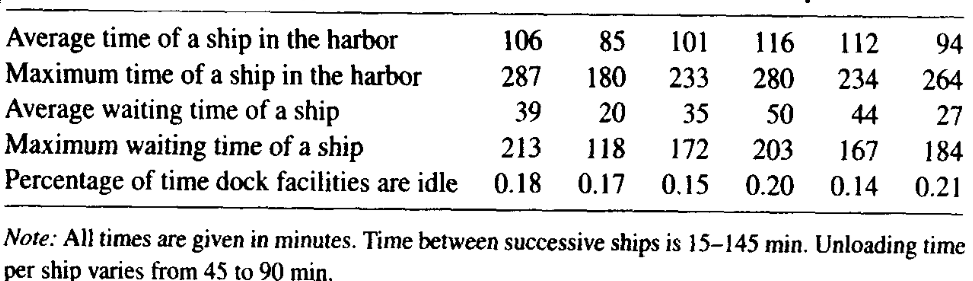 Average time of a ship in the harbor 106 85 101 116 112 94
Maximum time of a ship in the harbor 287 180 233 280 234 264
Average waiting time of a ship 39 20 35 50 44 27
Maximum waiting time of a ship 213 118 172 203 167 184
Percentage of time dock facilities are idle 0.18 0.17 0.15 0.20 0.14 0.21
Note: All times are given in minutes. Time between successive ships is 15–145 min. Unloading time
per ship varies from 45 to 90 min.